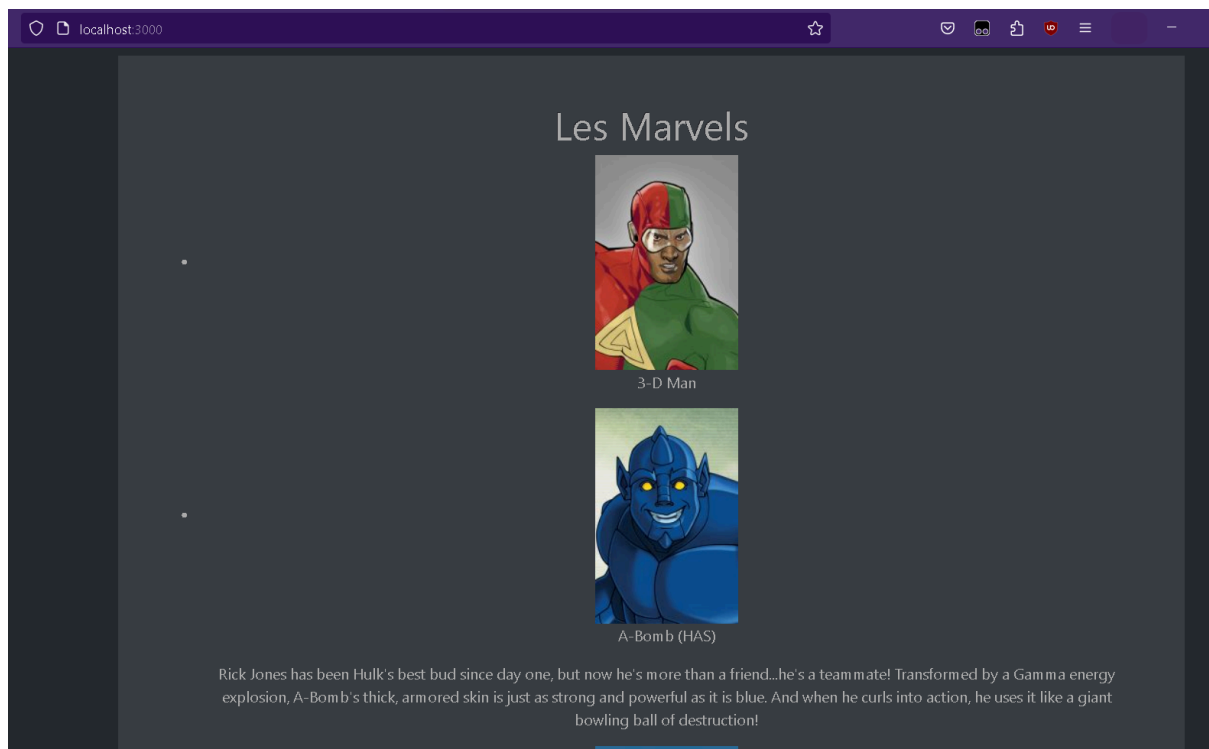 localhost:3000
Les Marvels
3-D Man
A-Bomb (HAS)
Rick Jones has been Hulk's best bud since day one, but now he's more than a friend...he's a teammate! Transformed by a Gamma energy
explosion, A-Bomb's thick, armored skin is just as strong and powerful as it is blue. And when he curls into action, he uses it like a giant
bowling ball of destruction!